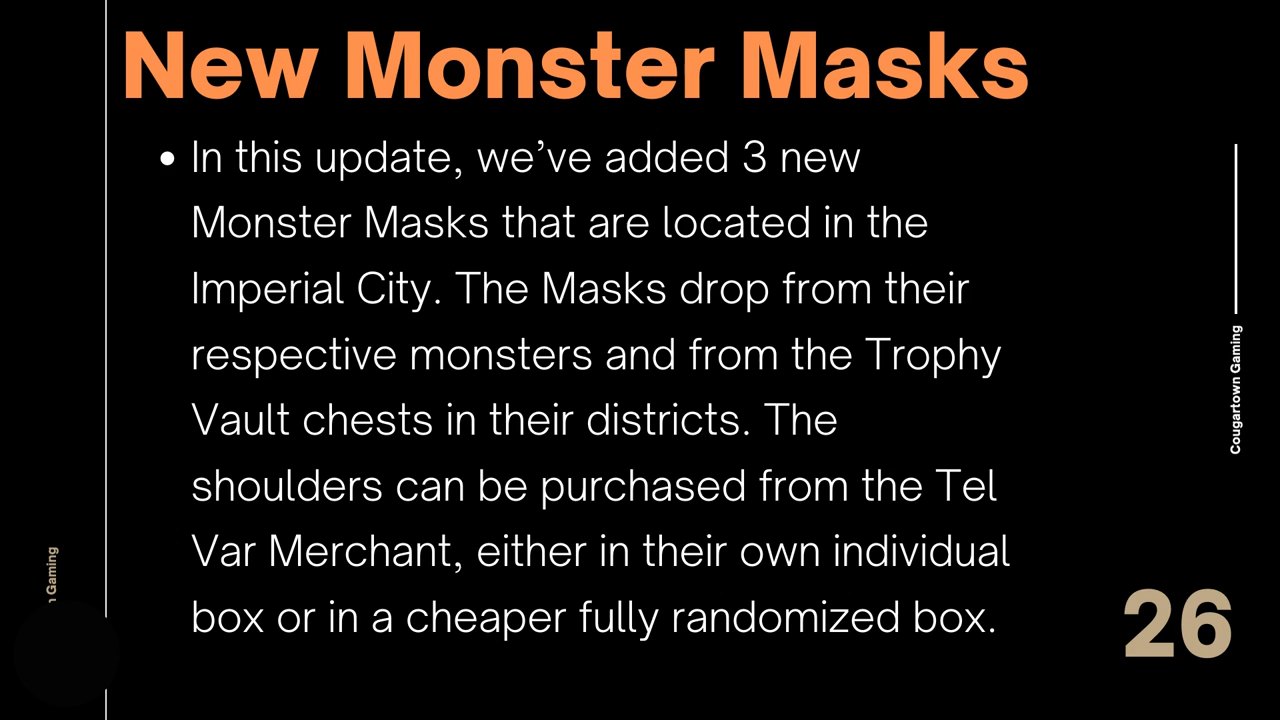 New Monster Masks
• In this update, we’ve added 3 new
Monster Masks that are located in the
Imperial City. The Masks drop from their
respective monsters and from the Trophy
Vault chests in their districts. The
shoulders can be purchased from the Tel
Var Merchant, either in their own individual
box or in a cheaper fully randomized box.
Cougartown Gaming
Gaming
26